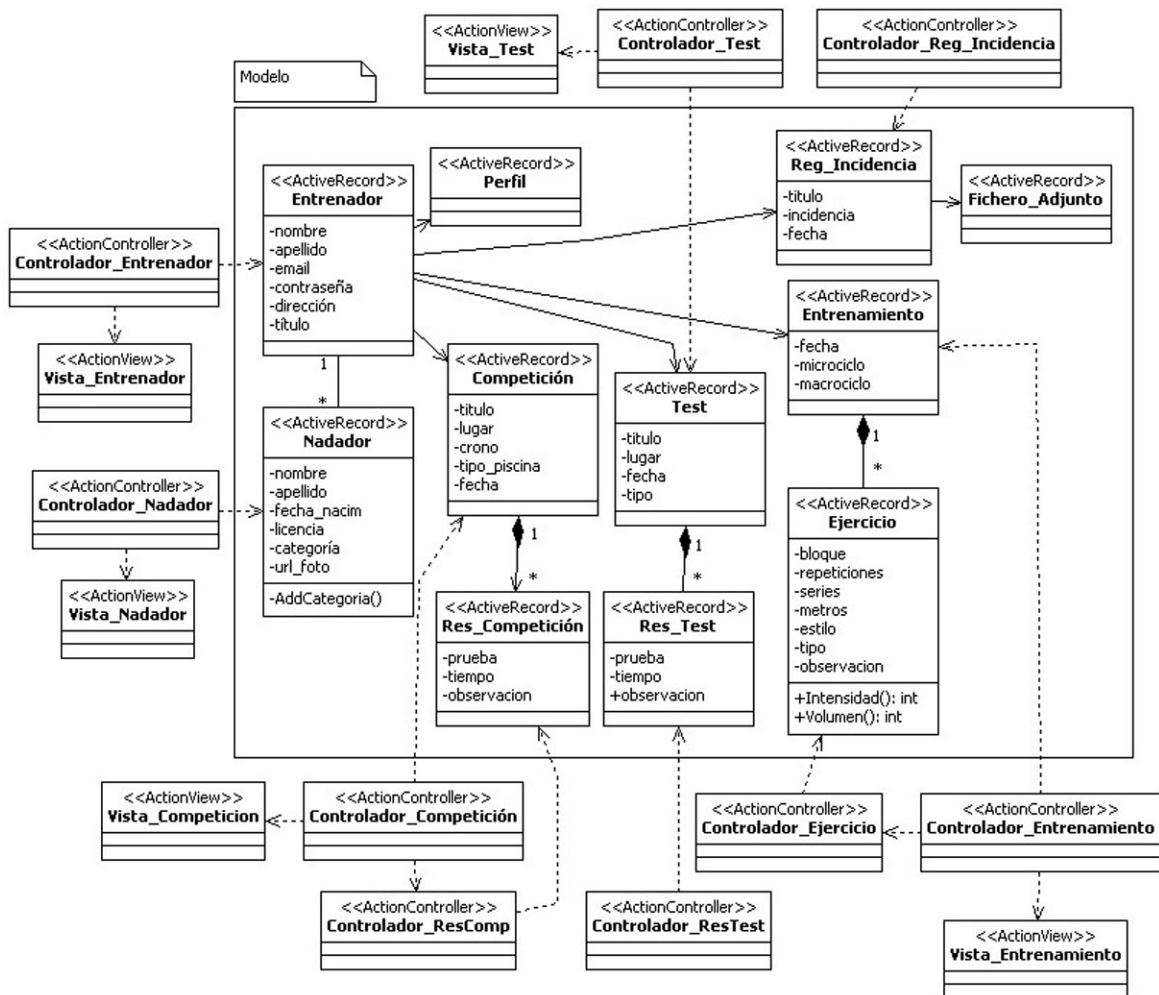 <<ActionView>>
Vista_Test
<<ActionController>>
Controlador_Test
<<ActionController>>
Controlador_Reg_Incidencia
Modelo
<<ActiveRecord>>
Entrenador
-nombre
-apellido
-email
-contraseña
-dirección
-título
<<ActiveRecord>>
Perfil
<<ActiveRecord>>
Reg_Incidencia
-titulo
-incidencia
-fecha
<<ActiveRecord>>
Fichero_Adjunto
<<ActionController>>
Controlador_Entrenador
<<ActionView>>
Vista_Entrenador
<<ActiveRecord>>
Entrenamiento
-fecha
-microciclo
-macrociclo
1
*
<<ActiveRecord>>
Competición
-titulo
-lugar
-crono
-tipo_piscina
-fecha
<<ActiveRecord>>
Test
-titulo
-lugar
-fecha
-tipo
<<ActiveRecord>>
Nadador
-nombre
-apellido
-fecha_nacim
-licencia
-categoría
-url_foto
-AddCategoria()
<<ActionController>>
Controlador_Nadador
<<ActionView>>
Vista_Nadador
1
*
1
*
1
*
<<ActiveRecord>>
Ejercicio
-bloque
-repeticiones
-series
-metros
-estilo
-tipo
-observacion
+Intensidad(): int
+Volumen(): int
<<ActiveRecord>>
Res_Competición
-prueba
-tiempo
-observacion
<<ActiveRecord>>
Res_Test
-prueba
-tiempo
+observacion
<<ActionView>>
Vista_Competicion
<<ActionController>>
Controlador_Competición
<<ActionController>>
Controlador_Ejercicio
<<ActionController>>
Controlador_Entrenamiento
<<ActionController>>
Controlador_ResComp
<<ActionController>>
Controlador_ResTest
<<ActionView>>
Vista_Entrenamiento